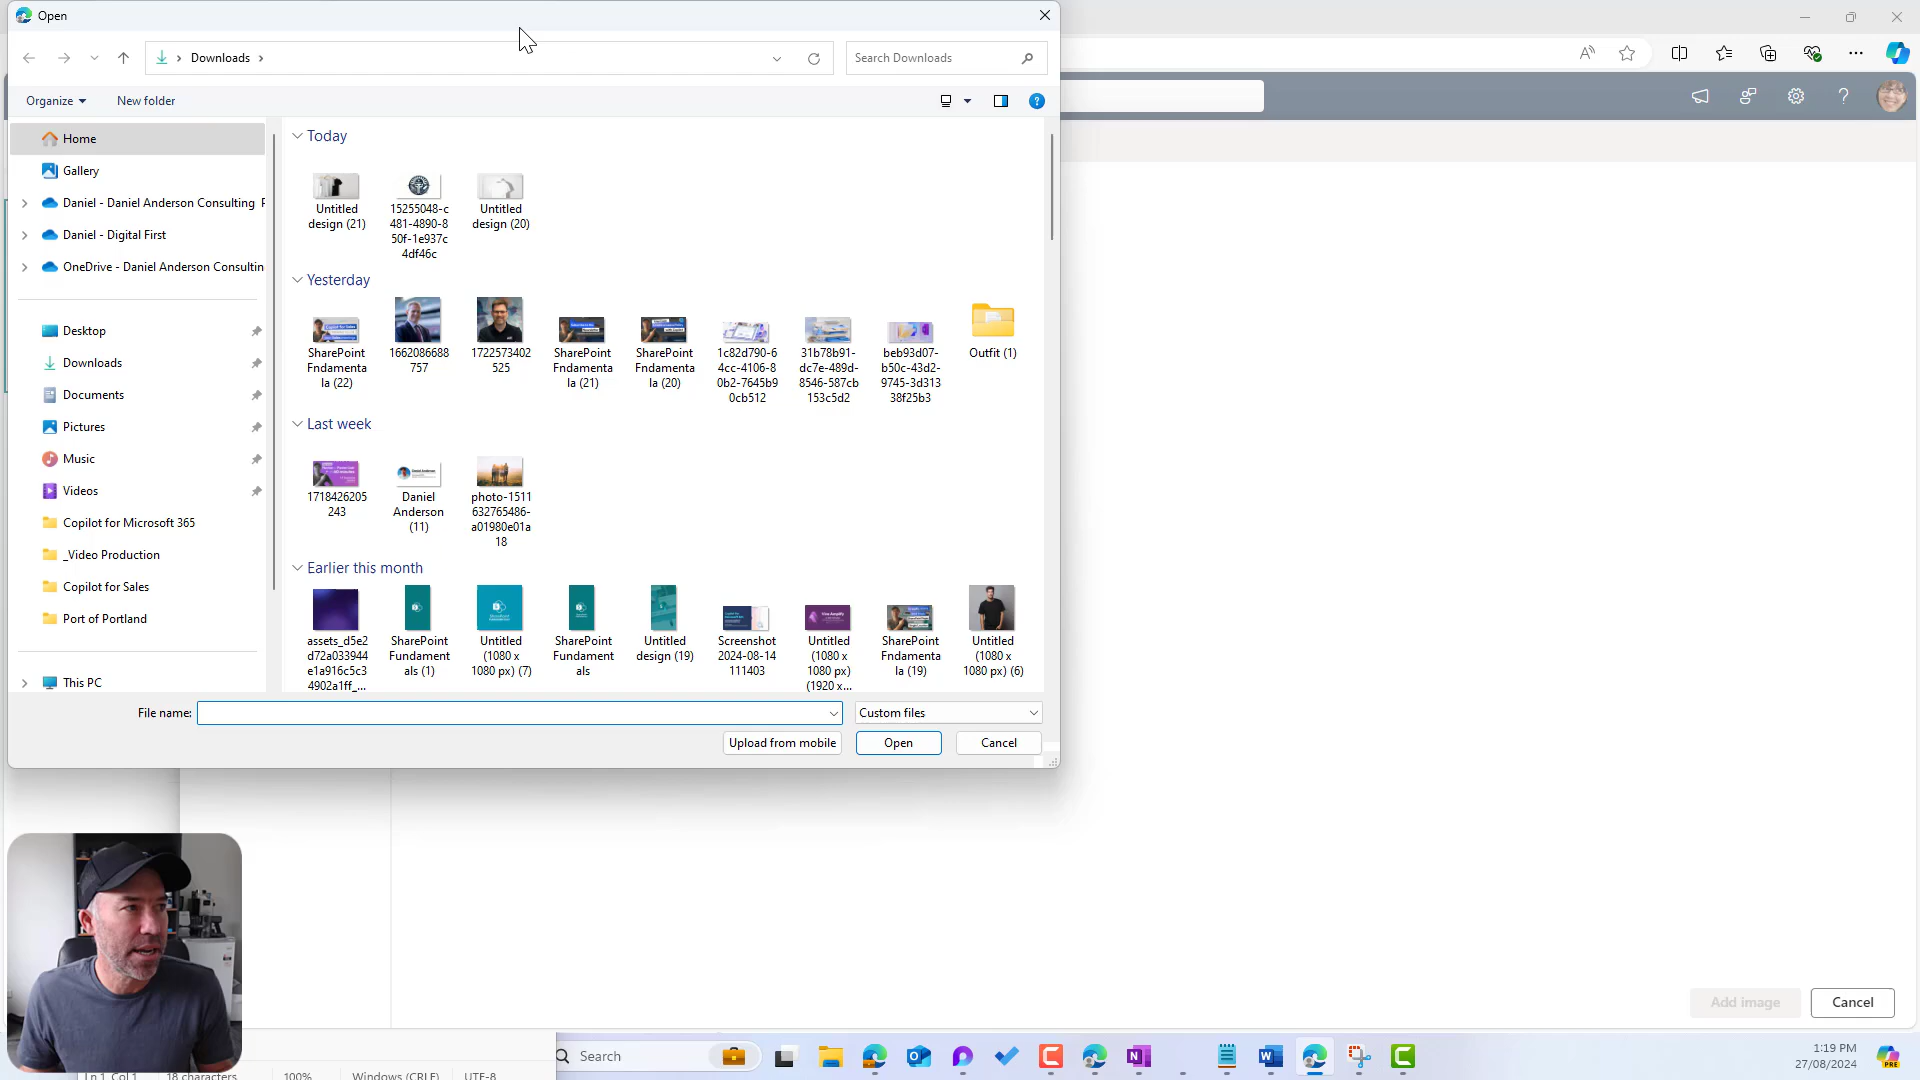 Open
Downloads
Search Downloads
Organize
New folder
Home
Gallery
Daniel - Daniel Anderson Consulting
Daniel - Digital First
OneDrive - Daniel Anderson Consultin
Desktop
Downloads
Documents
Pictures
Music
Videos
Copilot for Microsoft 365
_Video Production
Copilot for Sales
Port of Portland
This PC
Today
Untitled
design (21)
15255048-c
481-4890-8
50f-1e937c
4df46c
Untitled
design (20)
Yesterday
SharePoint
Fndamenta
la (22)
1662086688
757
1722573402
525
SharePoint
Fndamenta
la (21)
SharePoint
Fndamenta
la (20)
1c82d790-6
4cc-4106-8
0b2-7645b9
0cb512
31b78b91-
dc7e-489d-
8546-587cb
153c5d2
beb93d07-
b50c-43d2-
9745-3d313
38f25b3
Outfit (1)
Last week
1718426205
243
Daniel
Anderson
(11)
photo-1511
632765486-
a01980e01a
18
Earlier this month
assets_d5e2
d72a033944
e1a916c5c3
4902a1ff_...
SharePoint
Fundament
als (1)
Untitled
(1080 x
1080 px) (7)
SharePoint
Fundament
als
Untitled
design (19)
Screenshot
2024-08-14
111403
Untitled
(1080 x
1080 px)
(1920 x...
SharePoint
Fndamenta
la (19)
Untitled
(1080 x
1080 px) (6)
File name:
Custom files
Upload from mobile
Open
Cancel
Add image
Cancel
Ln 1, Col 1
18 characters
100%
Windows (CRLF)
UTF-8
Search
1:19 PM
27/08/2024
PRE